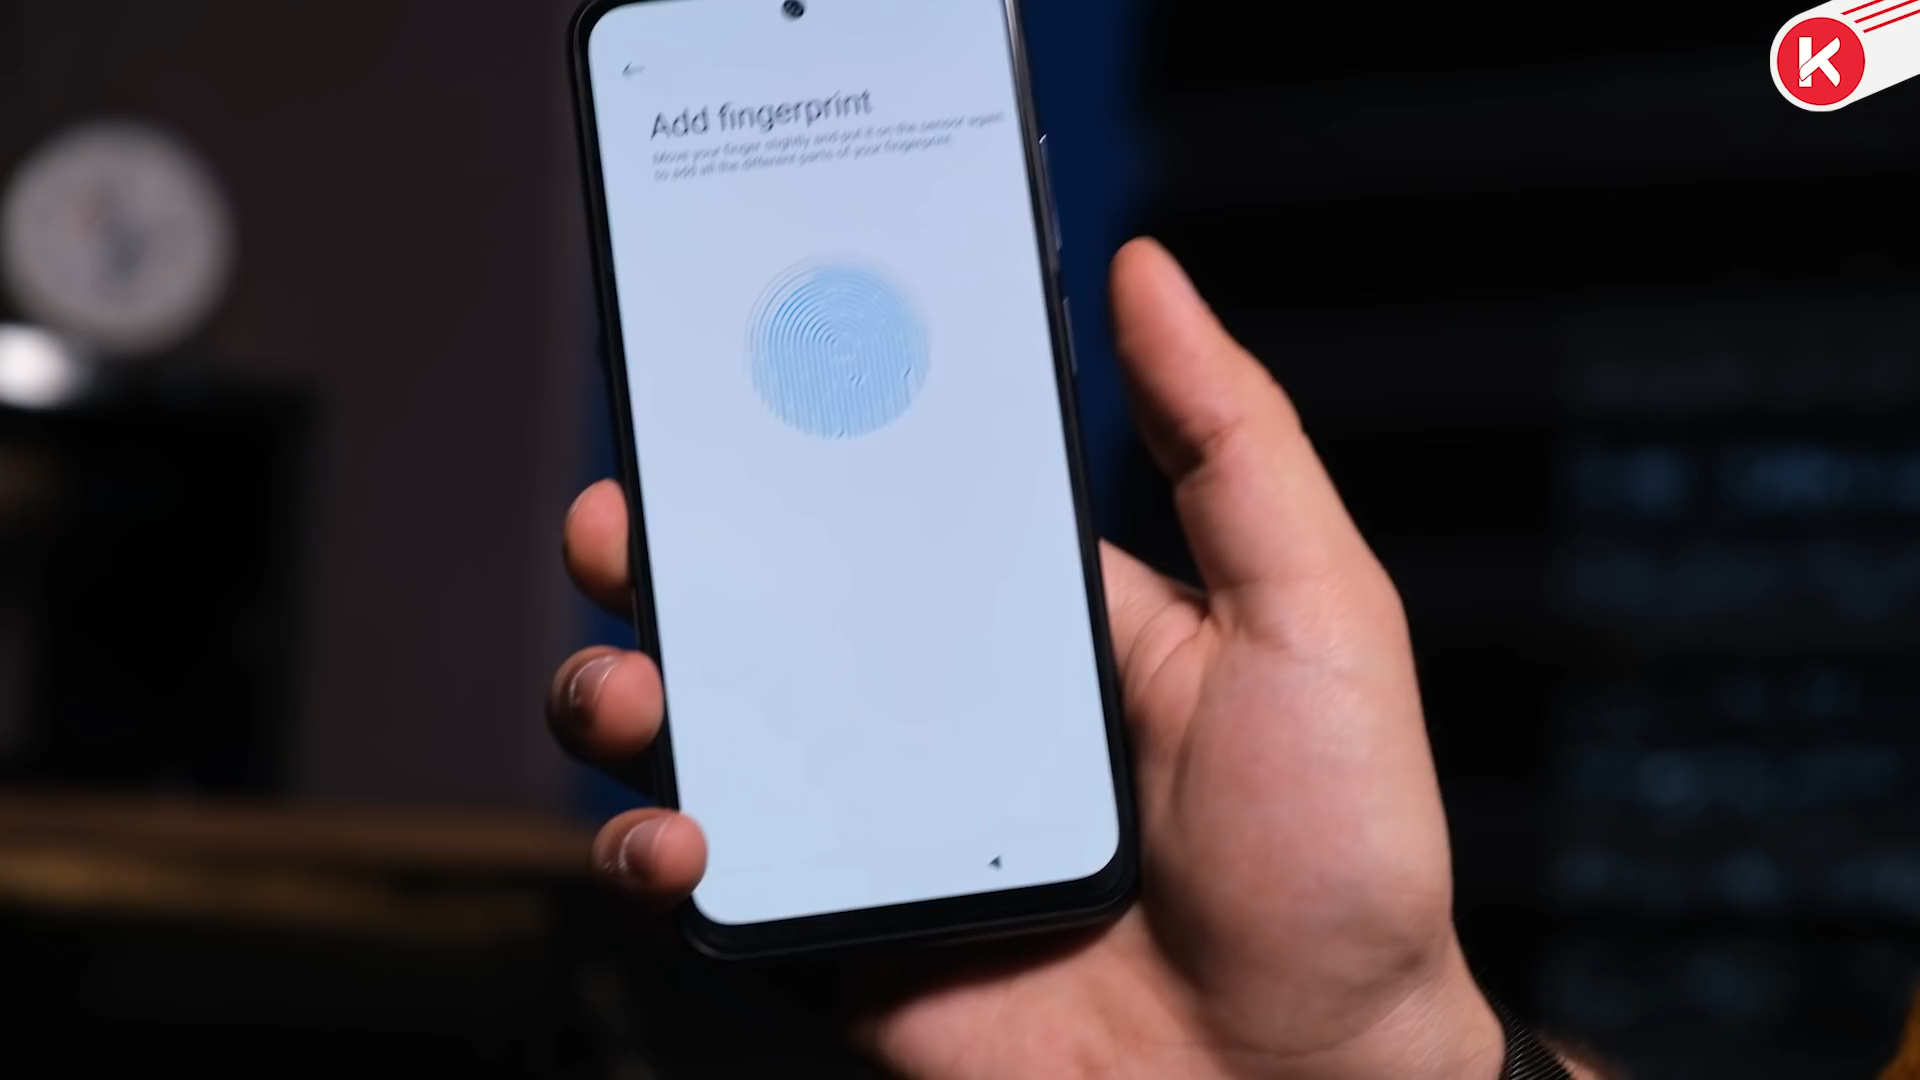 Add fingerprint
Move your finger slightly and put it on the sensor again
to add all the different parts of your fingerprint.
K